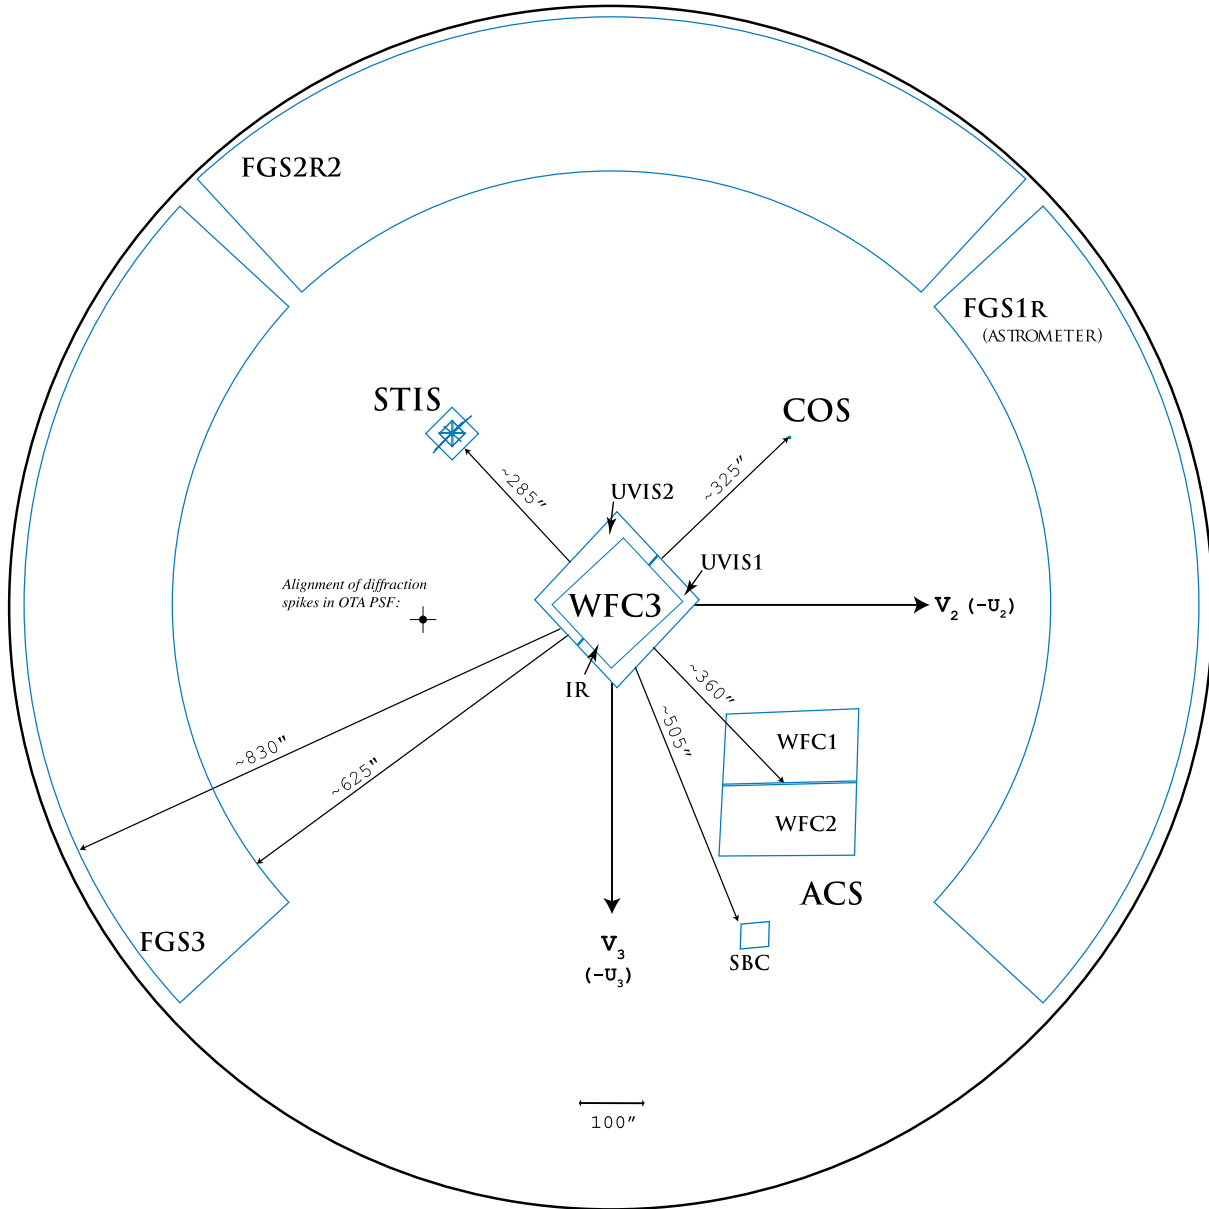 FGS2R2
FGS1R
(ASTROMETER)
STIS
COS
~285″
~325″
UVIS2
UVIS1
Alignment of diffraction
spikes in OTA PSF:
WFC3
V2 (-U2)
IR
~360″
~505″
~830″
~625″
WFC1
WFC2
ACS
FGS3
V3
(-U3)
SBC
100″